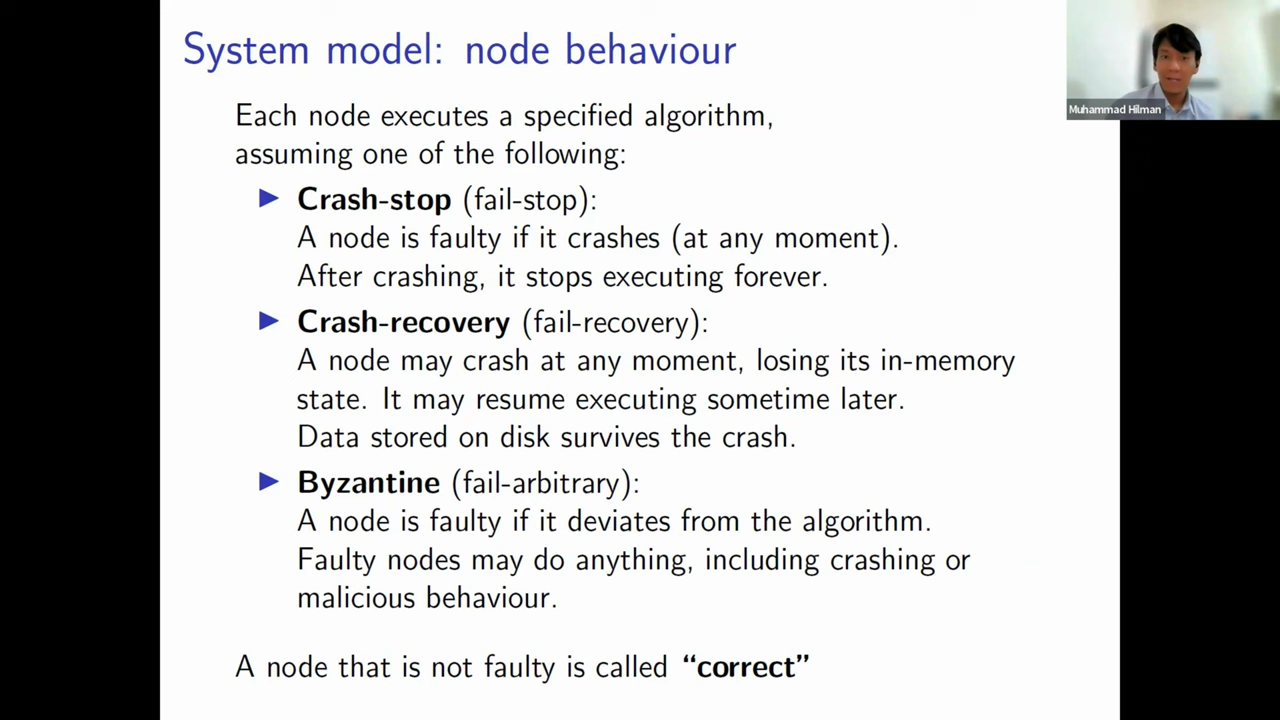 System model: node behaviour
Muhammad Hilman
Each node executes a specified algorithm,
assuming one of the following:
▶ Crash-stop (fail-stop):
A node is faulty if it crashes (at any moment).
After crashing, it stops executing forever.
▶ Crash-recovery (fail-recovery):
A node may crash at any moment, losing its in-memory
state. It may resume executing sometime later.
Data stored on disk survives the crash.
▶ Byzantine (fail-arbitrary):
A node is faulty if it deviates from the algorithm.
Faulty nodes may do anything, including crashing or
malicious behaviour.
A node that is not faulty is called “correct”